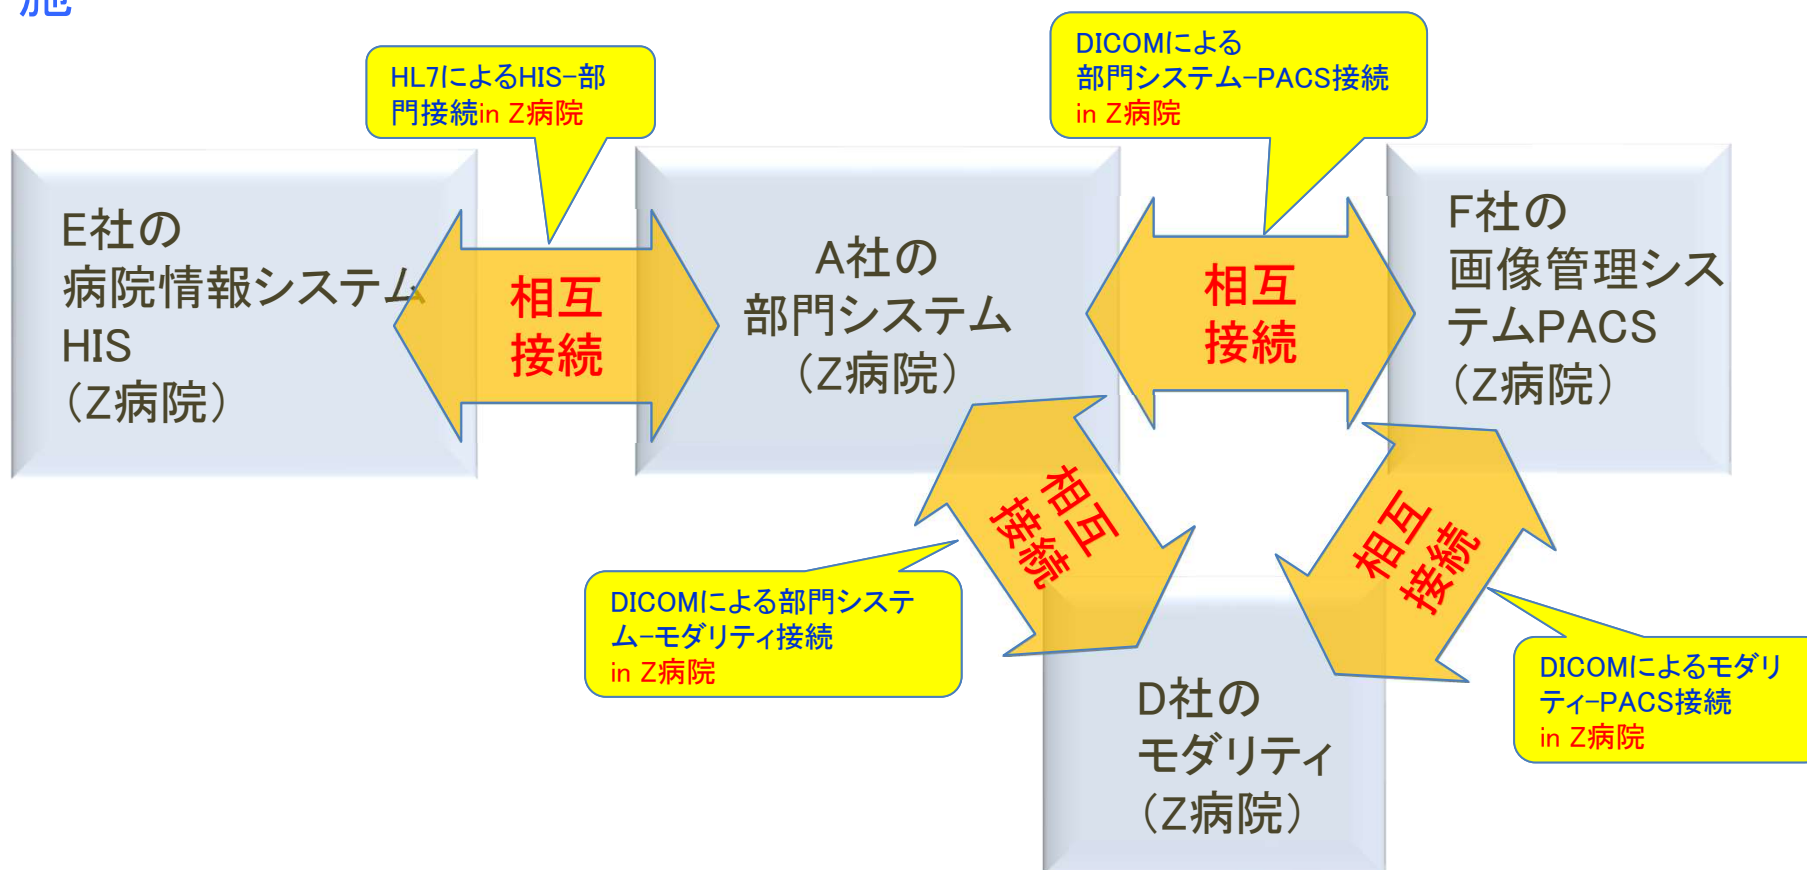 施
HL7によるHIS-部
門接続in Z病院
DICOMによる
部門システム-PACS接続
in Z病院
E社の
病院情報システム
HIS
（Z病院）
相互
接続
A社の
部門システム
（Z病院）
相互
接続
F社の
画像管理シス
テムPACS
（Z病院）
相互
接続
相互
接続
DICOMによる部門システ
ム-モダリティ接続
in Z病院
D社の
モダリティ
（Z病院）
DICOMによるモダリ
ティ-PACS接続
in Z病院